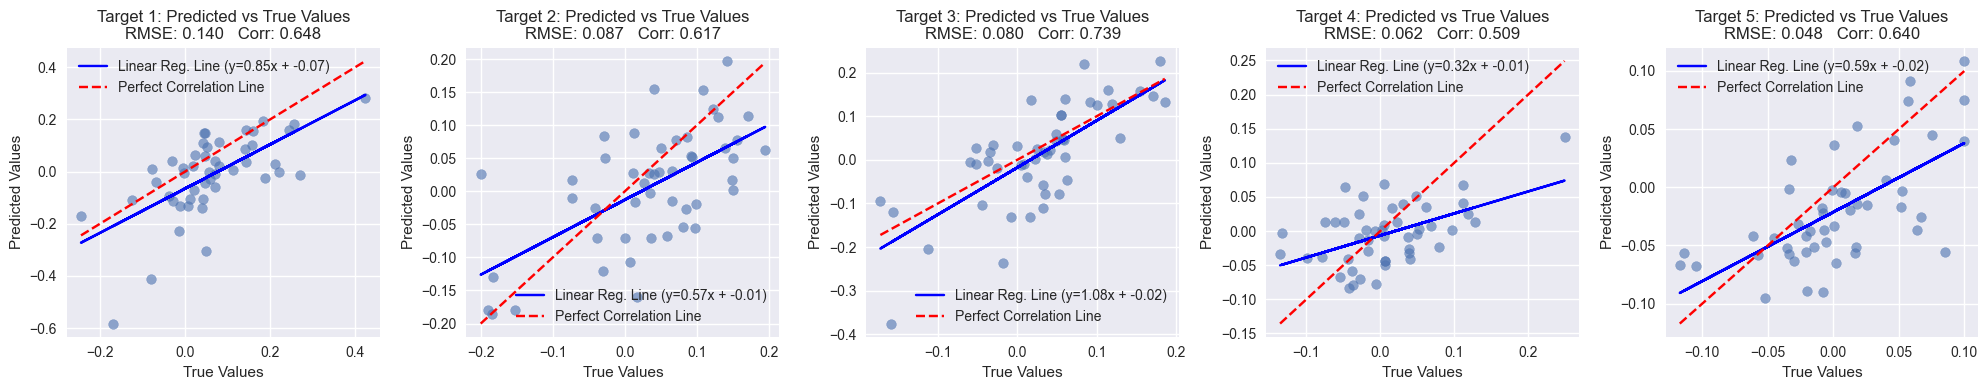 Target 1: Predicted vs True Values
RMSE: 0.140   Corr: 0.648
Linear Reg. Line (y=0.85x + -0.07)
Perfect Correlation Line
0.4
0.2
0.0
−0.2
−0.4
−0.6
Predicted Values
−0.2
0.0
0.2
0.4
True Values
Target 2: Predicted vs True Values
RMSE: 0.087   Corr: 0.617
0.20
0.15
0.10
0.05
0.00
−0.05
−0.10
−0.15
−0.20
Predicted Values
Linear Reg. Line (y=0.57x + -0.01)
Perfect Correlation Line
−0.2
−0.1
0.0
0.1
0.2
True Values
Target 3: Predicted vs True Values
RMSE: 0.080   Corr: 0.739
0.2
0.1
0.0
−0.1
−0.2
−0.3
−0.4
Predicted Values
Linear Reg. Line (y=1.08x + -0.02)
Perfect Correlation Line
−0.1
0.0
0.1
0.2
True Values
Target 4: Predicted vs True Values
RMSE: 0.062   Corr: 0.509
Linear Reg. Line (y=0.32x + -0.01)
Perfect Correlation Line
0.25
0.20
0.15
0.10
0.05
0.00
−0.05
−0.10
−0.15
Predicted Values
−0.1
0.0
0.1
0.2
True Values
Target 5: Predicted vs True Values
RMSE: 0.048   Corr: 0.640
Linear Reg. Line (y=0.59x + -0.02)
Perfect Correlation Line
0.10
0.05
0.00
−0.05
−0.10
Predicted Values
−0.10
−0.05
0.00
0.05
0.10
True Values